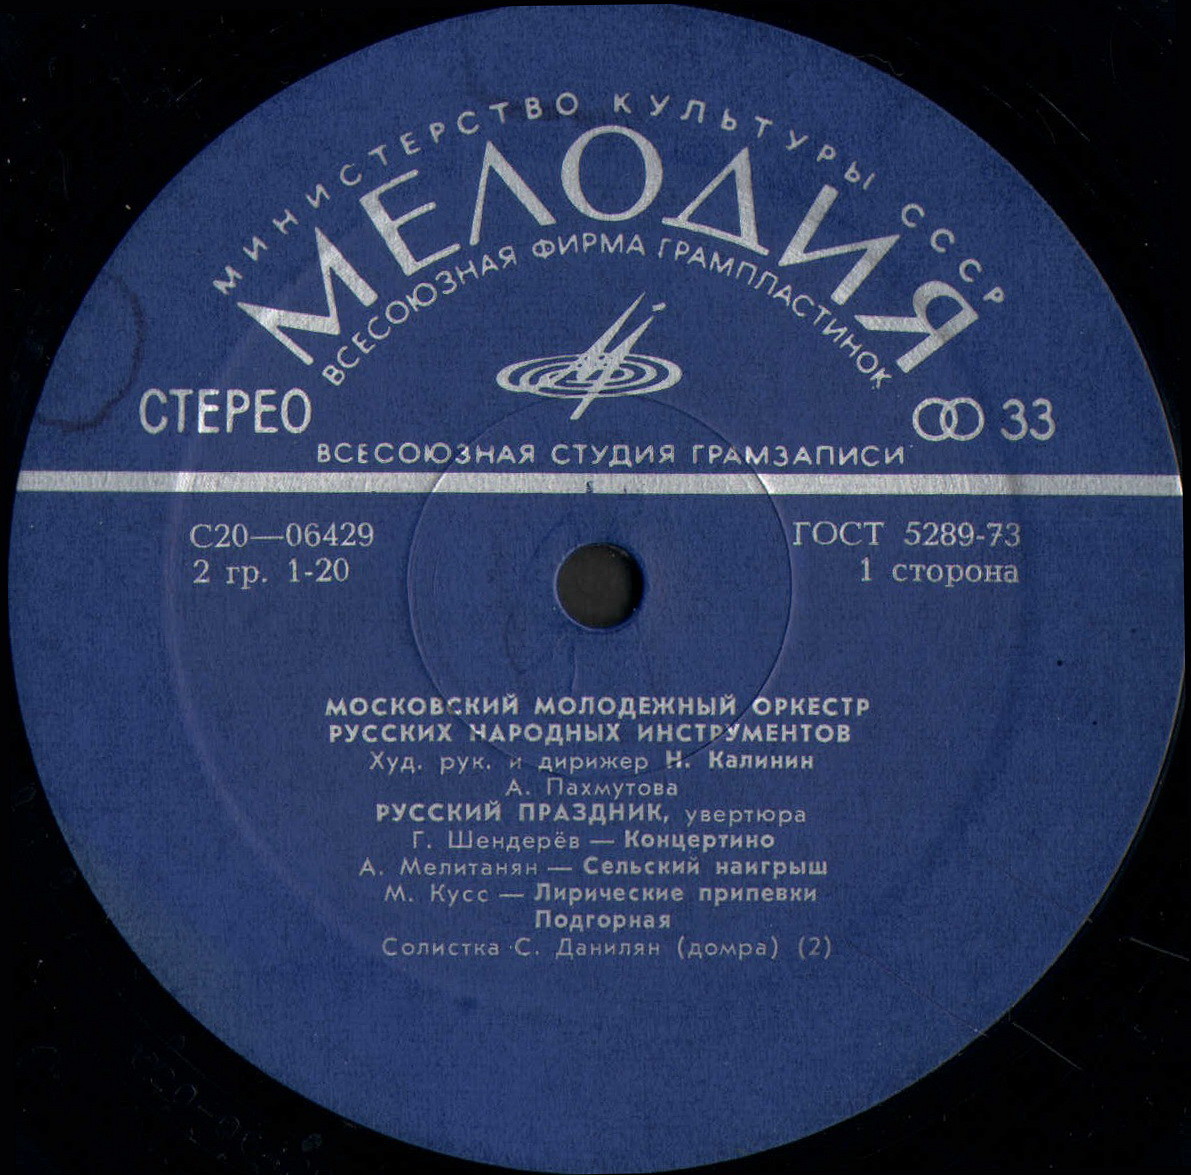 МИНИСТЕРСТВО КУЛЬТУРЫ СССР
МЕЛОДИЯ
ВСЕСОЮЗНАЯ ФИРМА ГРАМПЛАСТИНОК
СТЕРЕО
33
ВСЕСОЮЗНАЯ СТУДИЯ ГРАМЗАПИСИ
С20—06429
ГОСТ 5289-73
2 гр. 1-20
1 сторона
МОСКОВСКИЙ МОЛОДЕЖНЫЙ ОРКЕСТР
РУССКИХ НАРОДНЫХ ИНСТРУМЕНТОВ
Худ. рук. и дирижер Н. Калинин
А. Пахмутова
РУССКИЙ ПРАЗДНИК, увертюра
Г. Шендерёв — Концертино
А. Мелитанян — Сельский наигрыш
М. Кусс — Лирические припевки
Подгорная
Солистка С. Данилян (домра) (2)